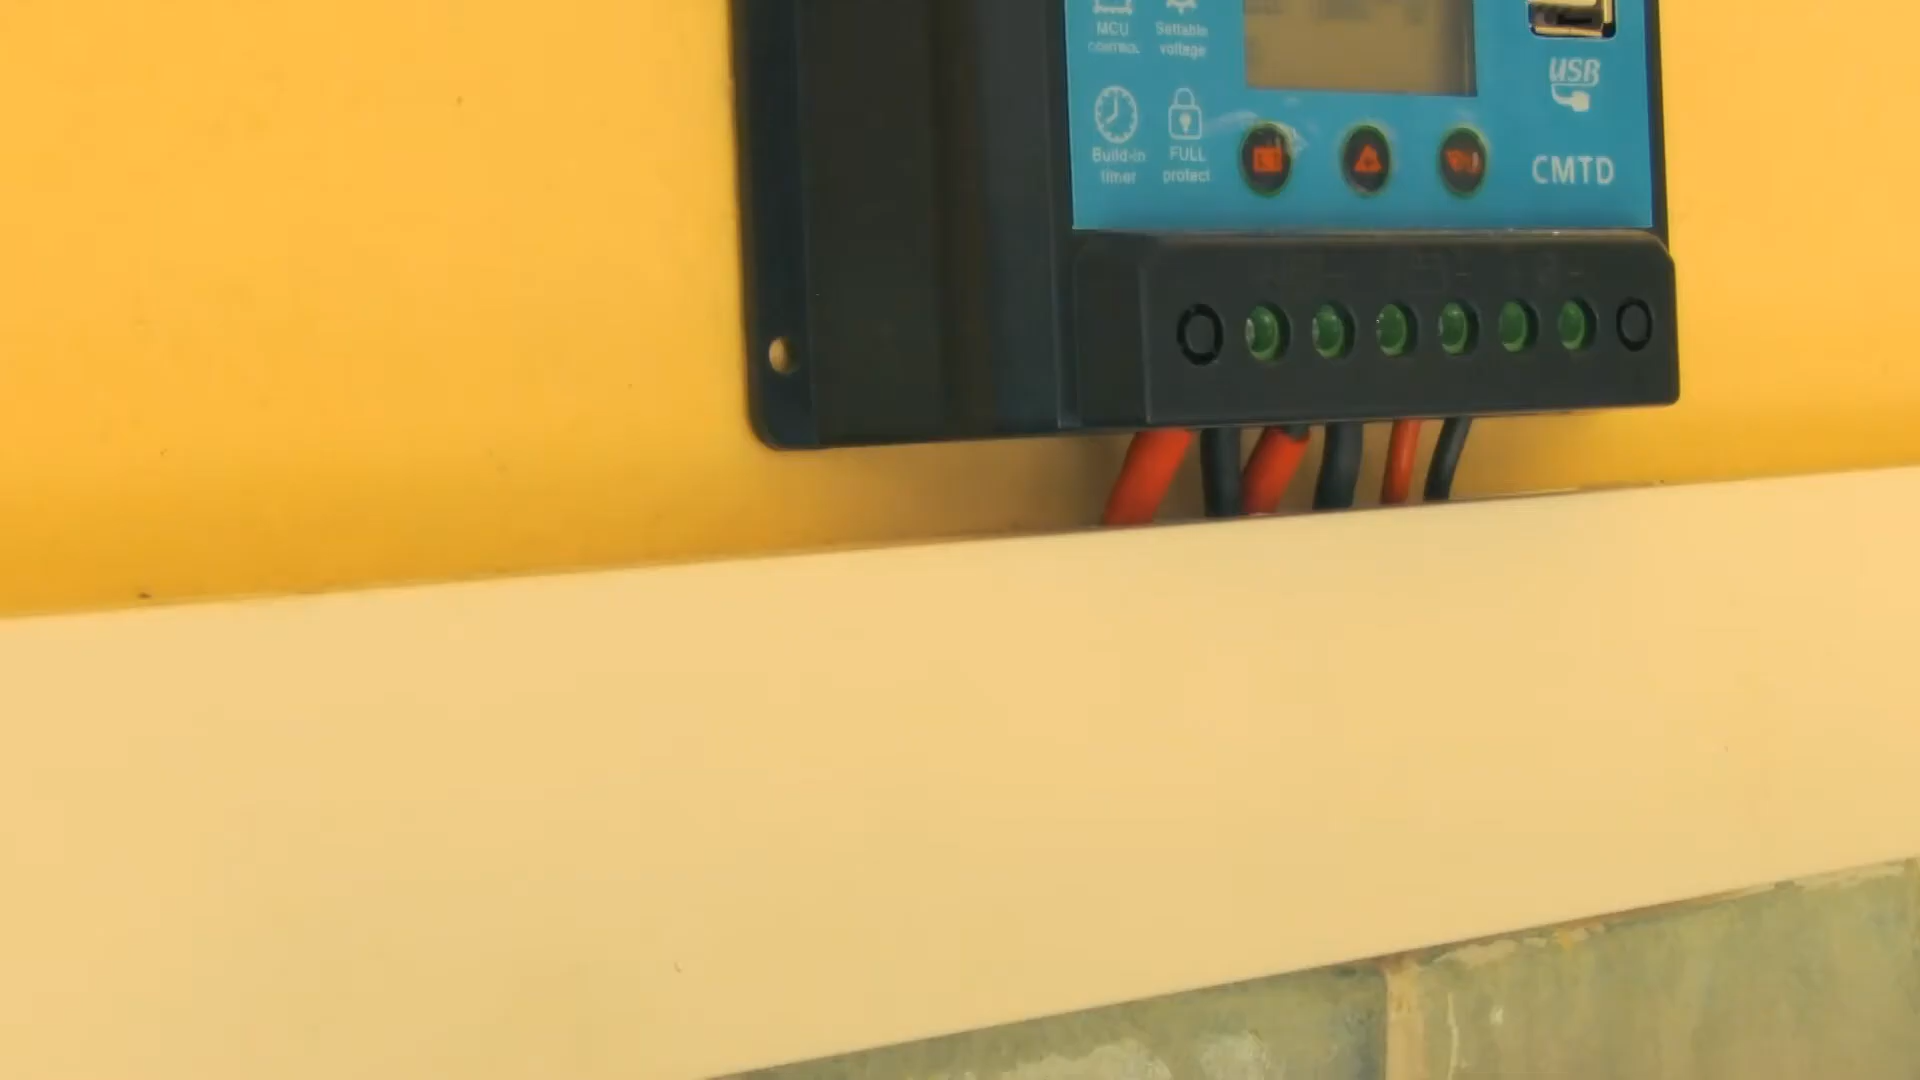 MCU
CONTROL
Settable
voltage
USB
Build-in
timer
FULL
protect
CMTD